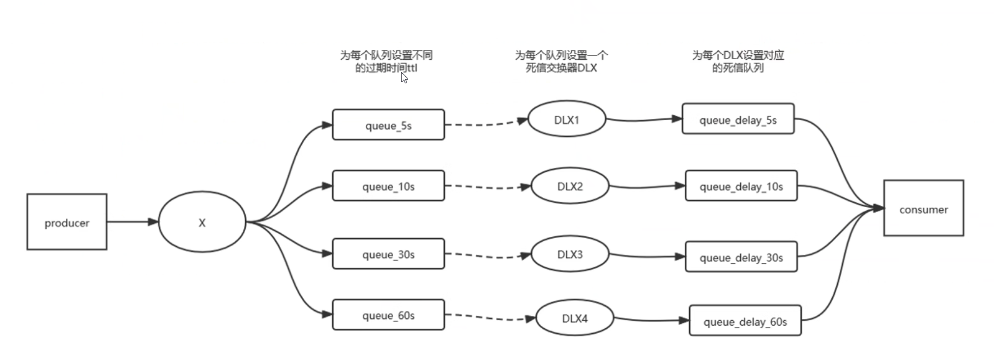 为每个队列设置不同
的过期时间ttl
为每个队列设置一个
死信交换器DLX
为每个DLX设置对应
的死信队列
queue_5s
DLX1
queue_delay_5s
queue_10s
DLX2
queue_delay_10s
producer
X
consumer
queue_30s
DLX3
queue_delay_30s
queue_60s
DLX4
queue_delay_60s